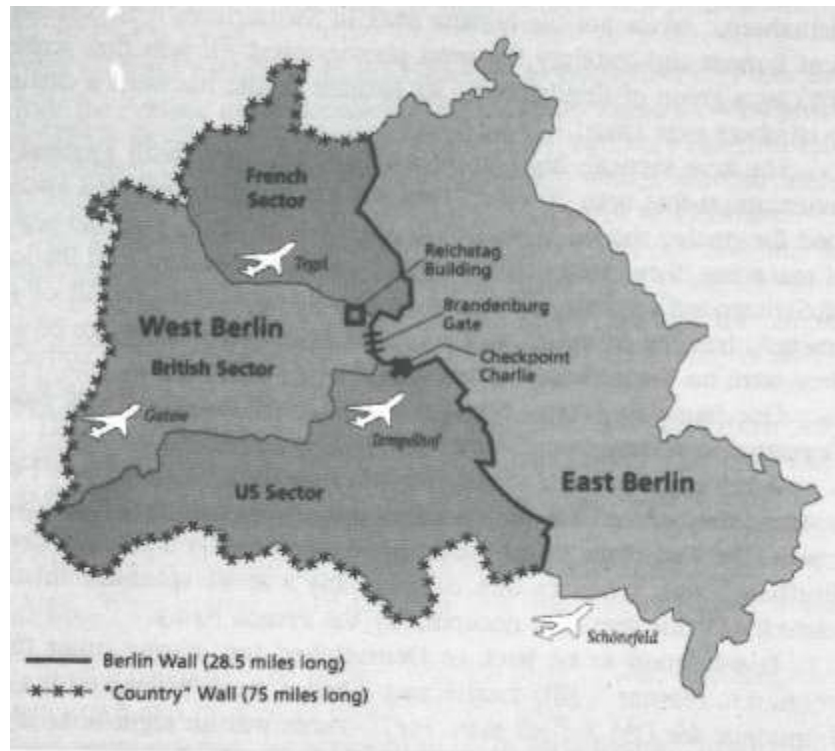 French
Sector
Tegel
Reichstag
Building
Brandenburg
Gate
West Berlin
British Sector
Checkpoint
Charlie
Gatow
Tempelhof
East Berlin
US Sector
Schönefeld
Berlin Wall (28.5 miles long)
"Country" Wall (75 miles long)